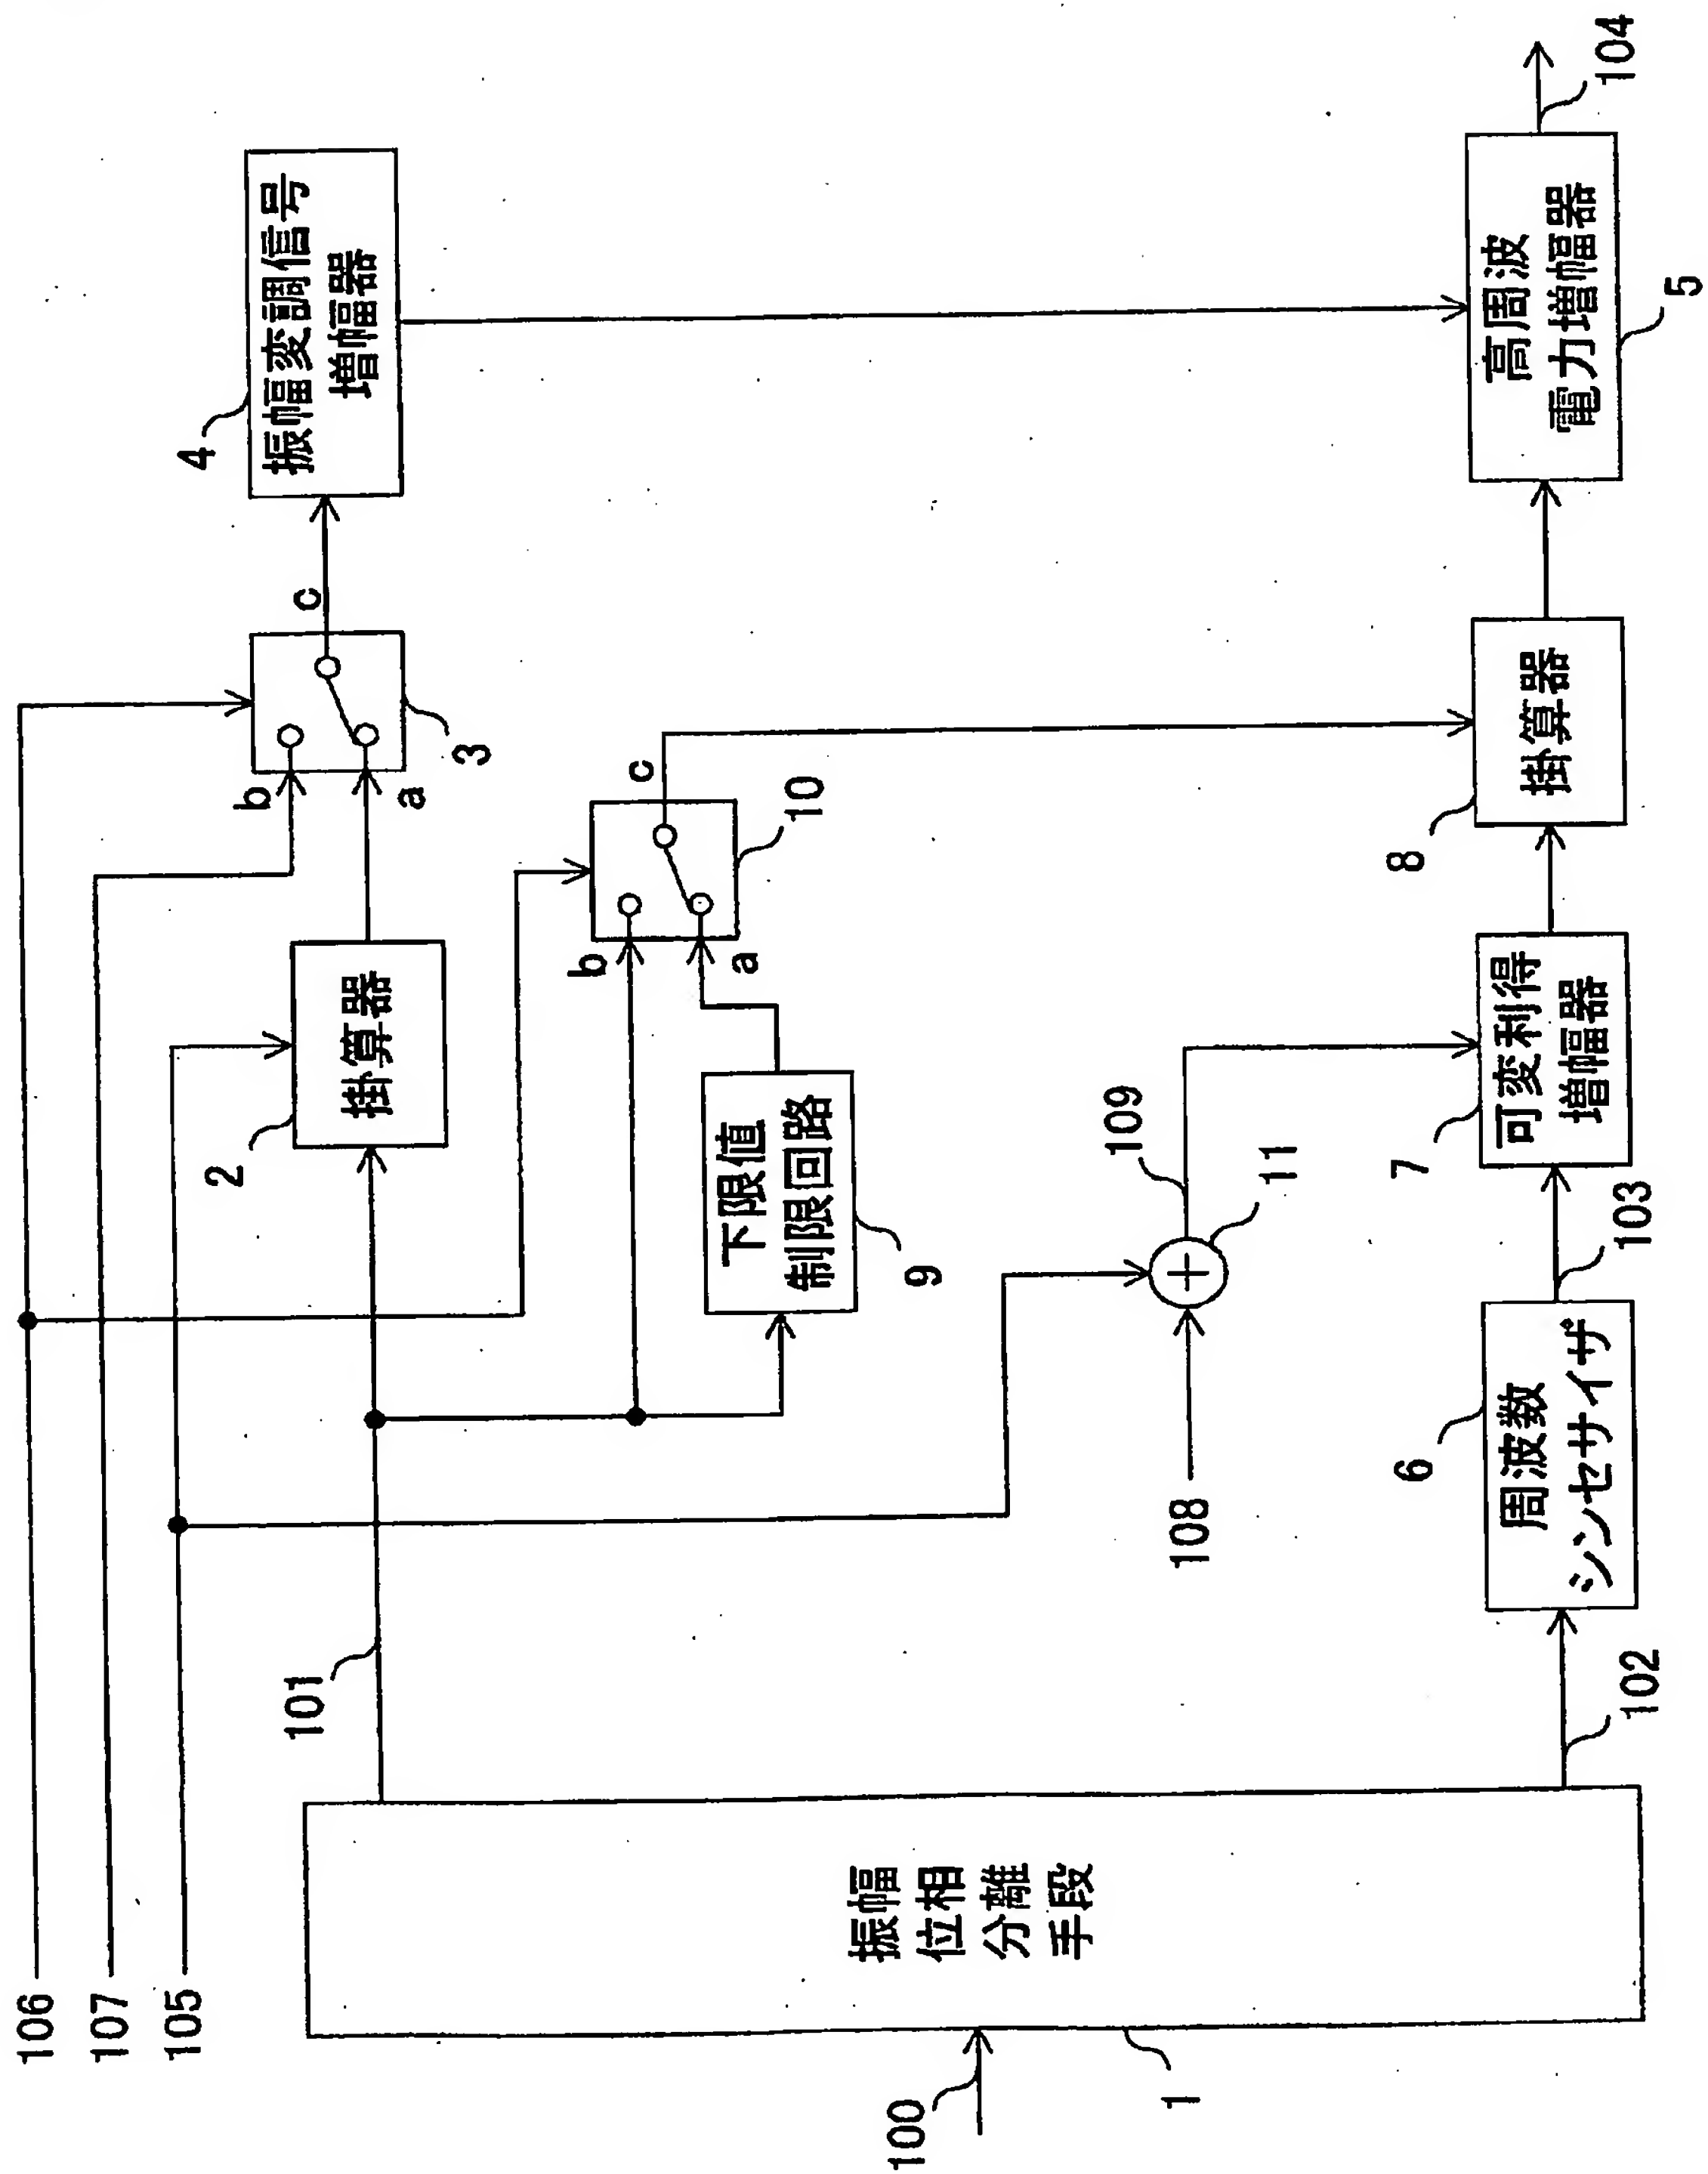 106
107
105
101
2
掛算器
b
a
c
3
4
振幅変調信号
増幅器
b
a
c
10
下限値
制限回路
9
109
11
108
振幅
位相
分離
手段
100
1
102
6
周波数
シンセサイザ
103
7
可変利得
増幅器
8
掛算器
高周波
電力増幅器
5
104